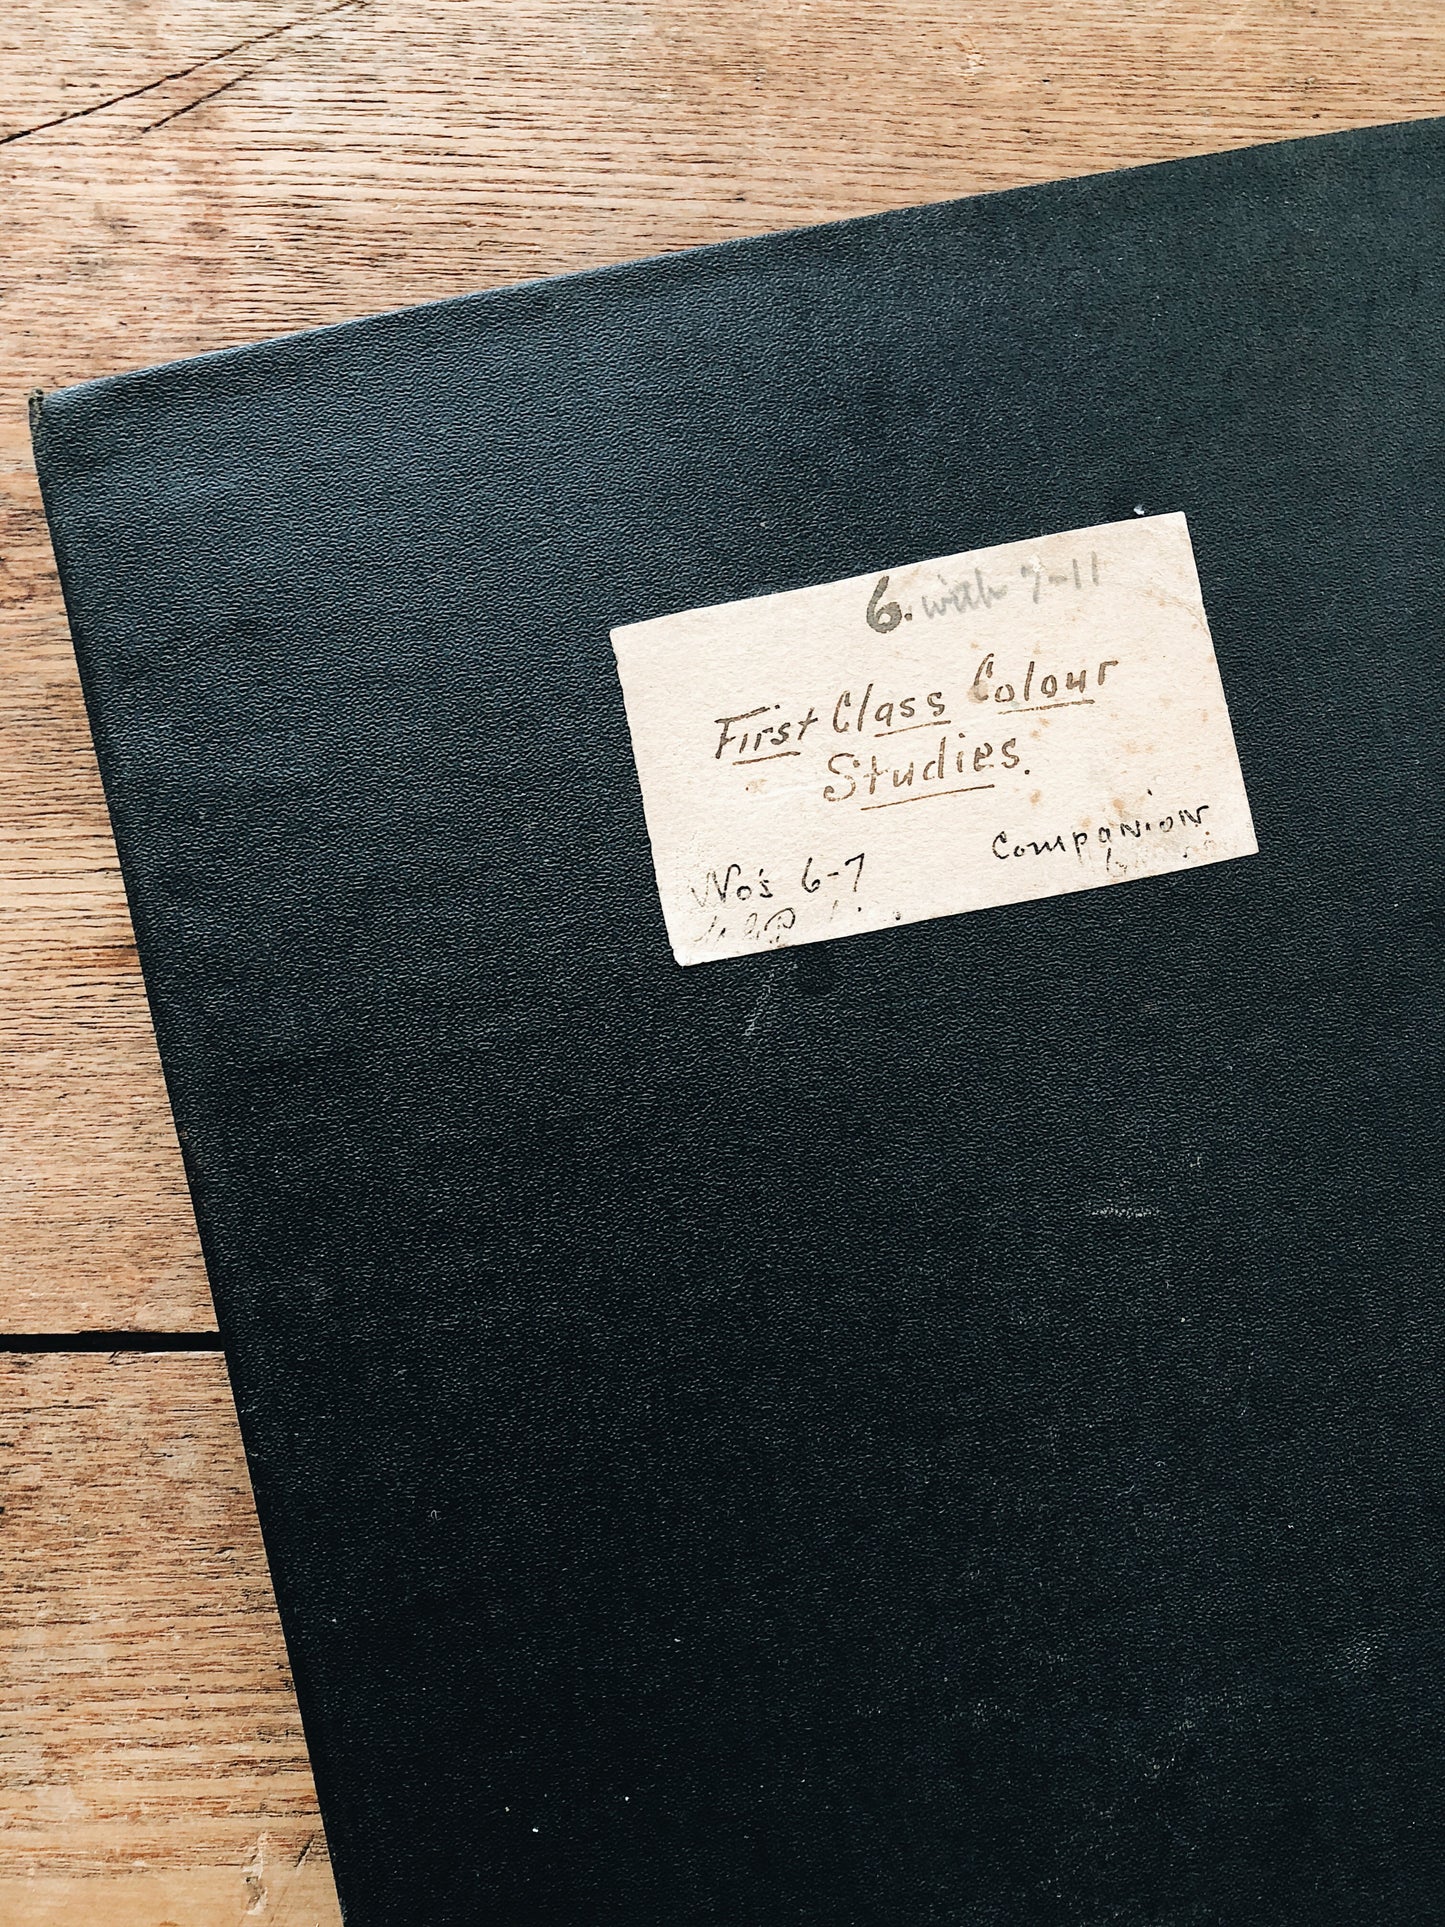 6. with 7-11
First Class Colour
Studies.
Companion.
No's 6-7